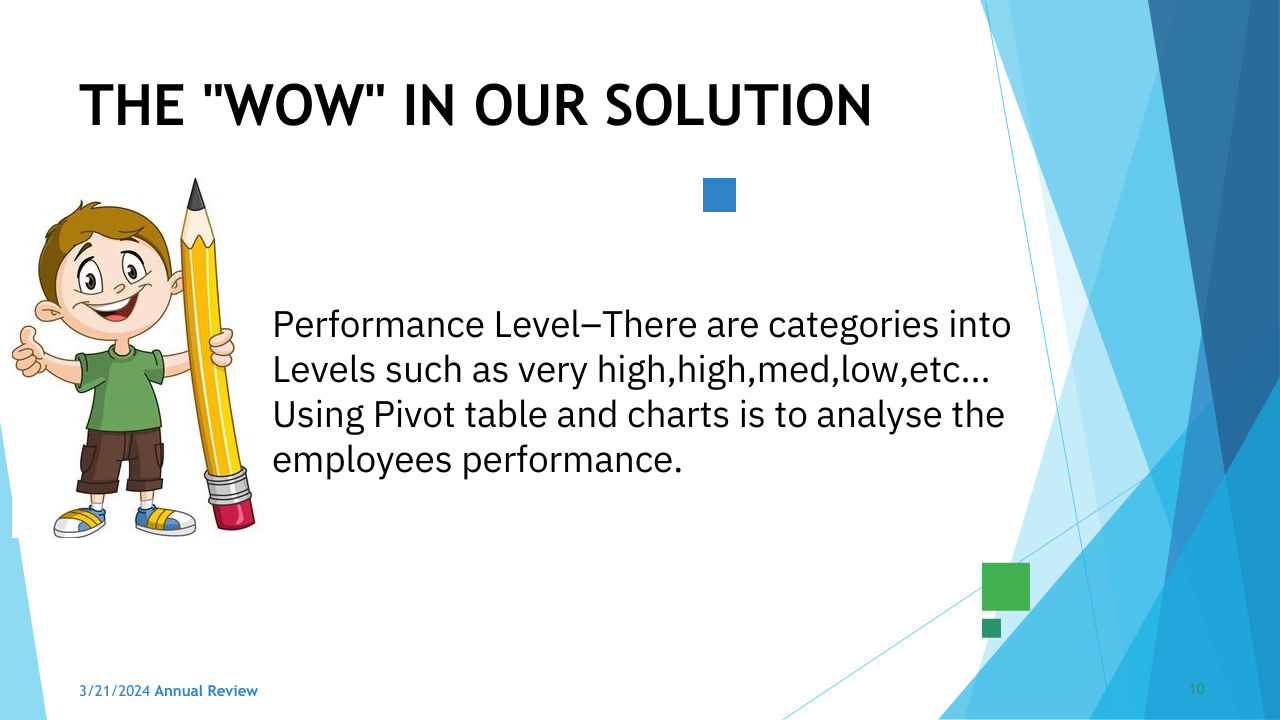 THE "WOW" IN OUR SOLUTION
Performance Level–There are categories into
Levels such as very high,high,med,low,etc...
Using Pivot table and charts is to analyse the
employees performance.
3/21/2024 Annual Review
10